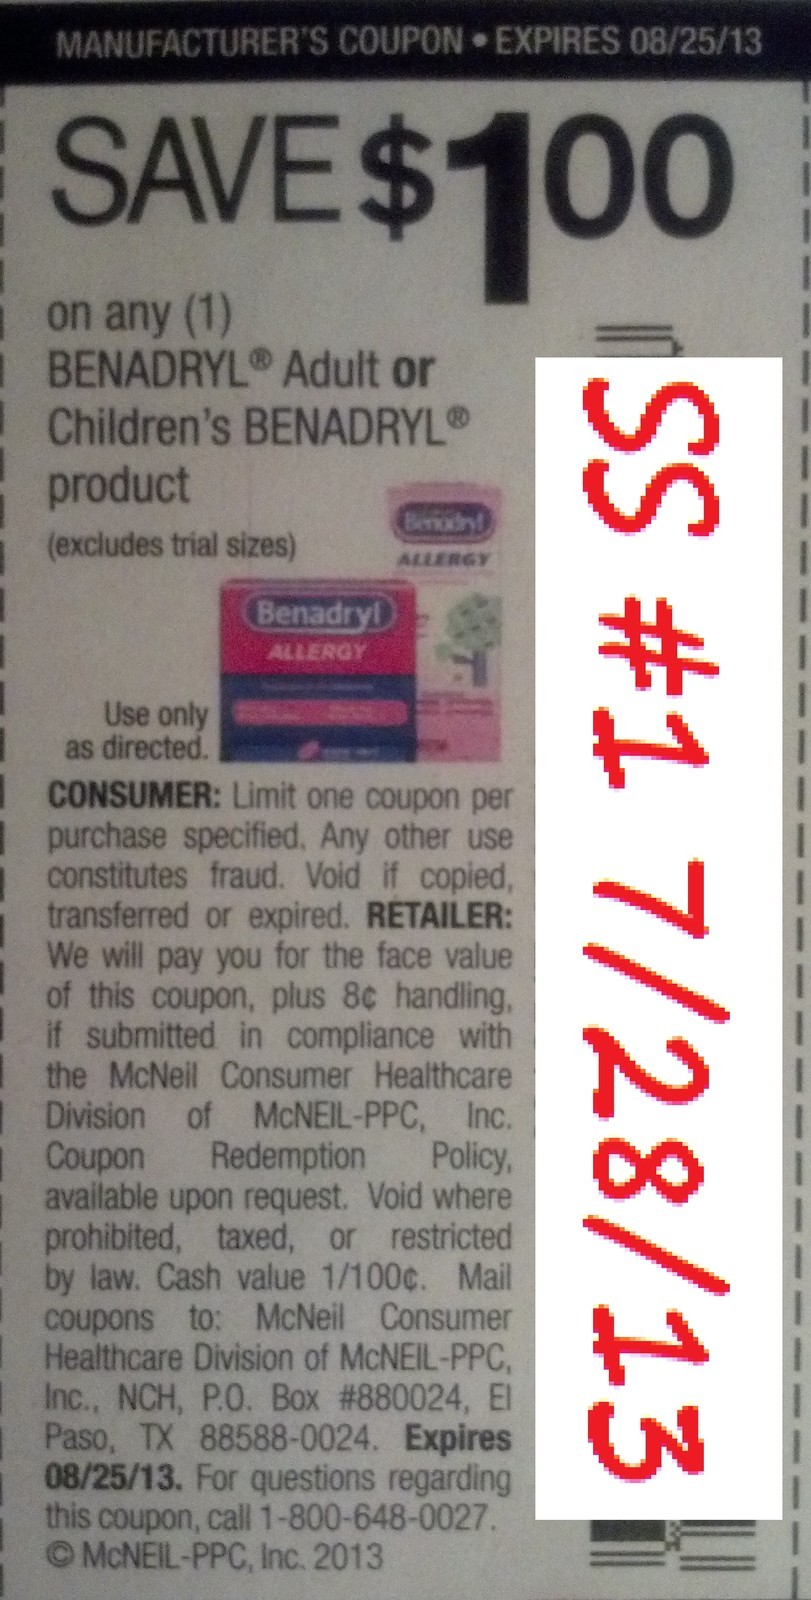 MANUFACTURER'S COUPON • EXPIRES 08/25/13
SAVE $100
on any (1)
BENADRYL® Adult or
Children's BENADRYL®
product
(excludes trial sizes)
Benadryl
ALLERGY
Benadryl
ALLERGY
Use only
as directed.
CONSUMER: Limit one coupon per
purchase specified. Any other use
constitutes fraud. Void if copied,
transferred or expired. RETAILER:
We will pay you for the face value
of this coupon, plus 8¢ handling,
if submitted in compliance with
the McNeil Consumer Healthcare
Division of McNEIL-PPC, Inc.
Coupon Redemption Policy,
available upon request. Void where
prohibited, taxed, or restricted
by law. Cash value 1/100¢. Mail
coupons to: McNeil Consumer
Healthcare Division of McNEIL-PPC,
Inc., NCH, P.O. Box #880024, El
Paso, TX 88588-0024. Expires
08/25/13. For questions regarding
this coupon, call 1-800-648-0027.
© McNEIL-PPC, Inc. 2013
SS #1 7/28/13